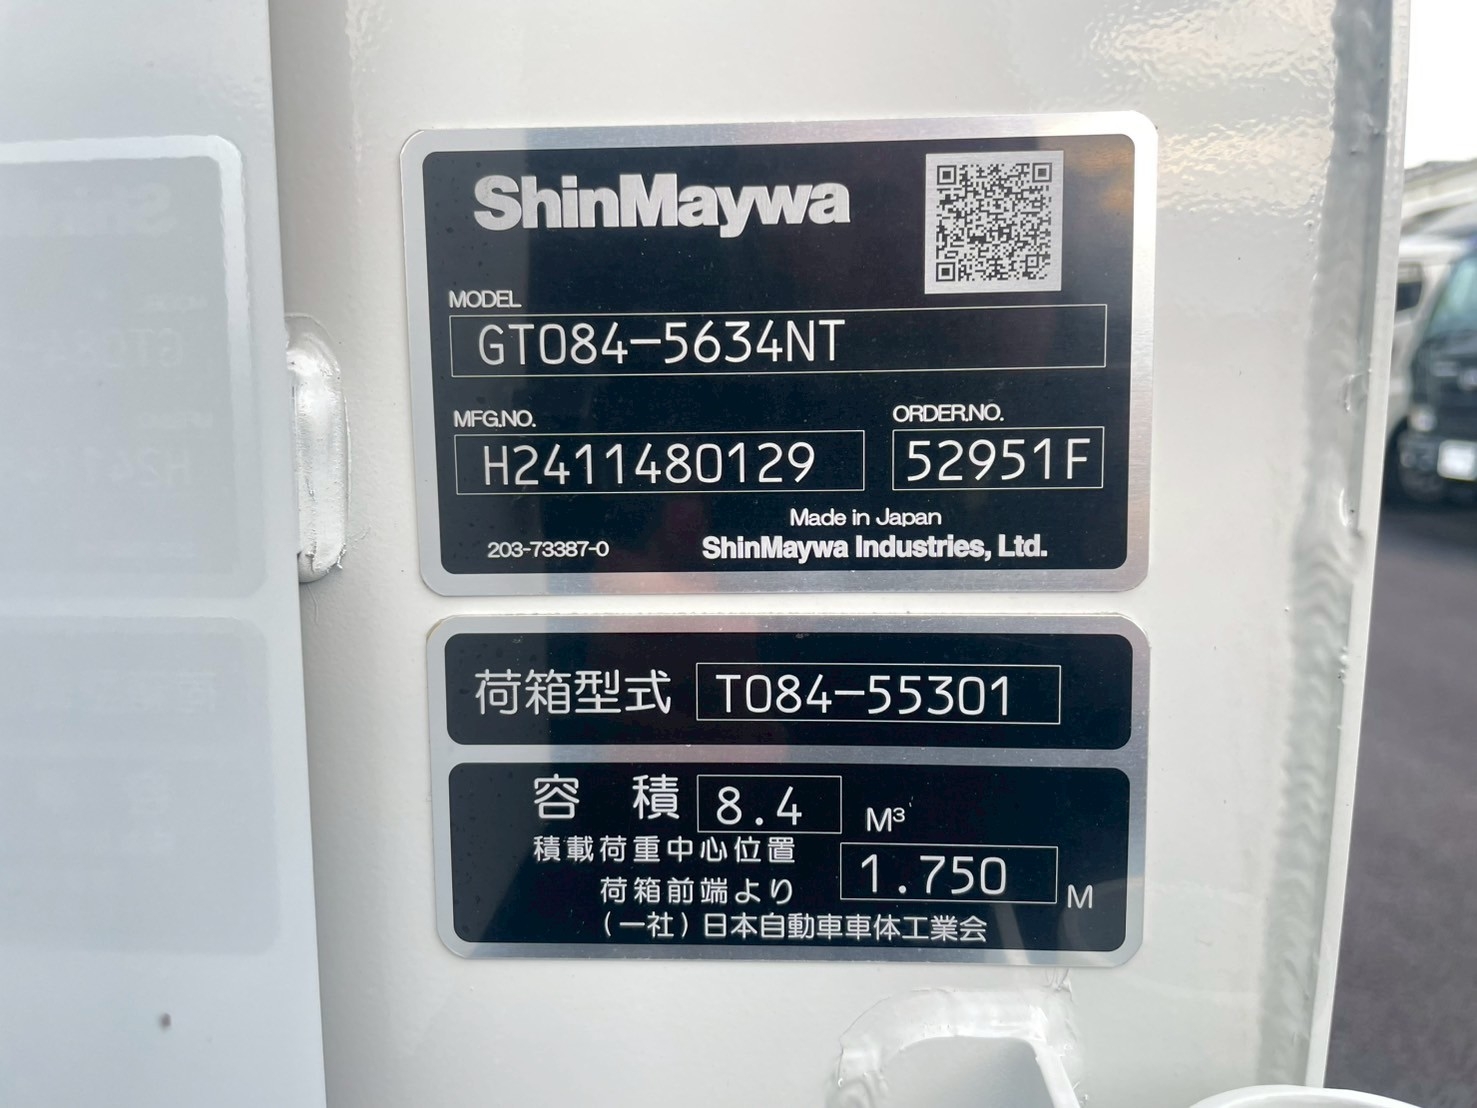 ShinMaywa
MODEL
GT084-5634NT
MFG.NO. ORDER.NO.
H2411480129 52951F
Made in Japan
203-73387-0 ShinMaywa Industries, Ltd.
荷箱型式 T084-55301
容 積 8.4 M³
積載荷重中心位置
荷箱前端より 1.750 M
(一社)日本自動車車体工業会